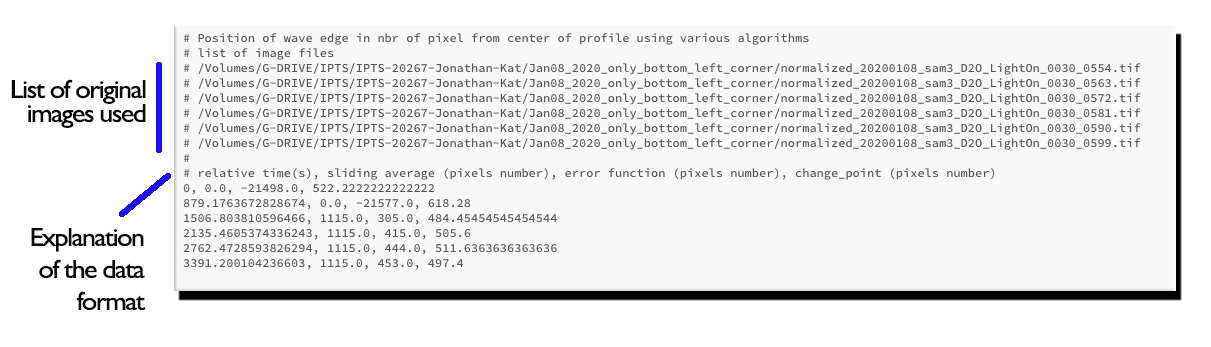 # Position of wave edge in nbr of pixel from center of profile using various algorithms
# list of image files
# /Volumes/G-DRIVE/IPTS/IPTS-20267-Jonathan-Kat/Jan08_2020_only_bottom_left_corner/normalized_20200108_sam3_D2O_LightOn_0030_0554.tif
# /Volumes/G-DRIVE/IPTS/IPTS-20267-Jonathan-Kat/Jan08_2020_only_bottom_left_corner/normalized_20200108_sam3_D2O_LightOn_0030_0563.tif
# /Volumes/G-DRIVE/IPTS/IPTS-20267-Jonathan-Kat/Jan08_2020_only_bottom_left_corner/normalized_20200108_sam3_D2O_LightOn_0030_0572.tif
# /Volumes/G-DRIVE/IPTS/IPTS-20267-Jonathan-Kat/Jan08_2020_only_bottom_left_corner/normalized_20200108_sam3_D2O_LightOn_0030_0581.tif
# /Volumes/G-DRIVE/IPTS/IPTS-20267-Jonathan-Kat/Jan08_2020_only_bottom_left_corner/normalized_20200108_sam3_D2O_LightOn_0030_0590.tif
# /Volumes/G-DRIVE/IPTS/IPTS-20267-Jonathan-Kat/Jan08_2020_only_bottom_left_corner/normalized_20200108_sam3_D2O_LightOn_0030_0599.tif
#
# relative time(s), sliding average (pixels number), error function (pixels number), change_point (pixels number)
0, 0.0, -21498.0, 522.2222222222222
879.1763672828674, 0.0, -21577.0, 618.28
1506.803810596466, 1115.0, 305.0, 484.45454545454544
2135.4605374336243, 1115.0, 415.0, 505.6
2762.4728593826294, 1115.0, 444.0, 511.6363636363636
3391.200104236603, 1115.0, 453.0, 497.4
List of original
images used
Explanation
of the data
format